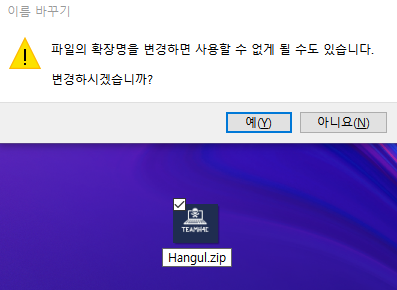 이름 바꾸기
파일의 확장명을 변경하면 사용할 수 없게 될 수도 있습니다.
변경하시겠습니까?
예(Y)
아니요(N)
TEAMH4C
Hangul.zip